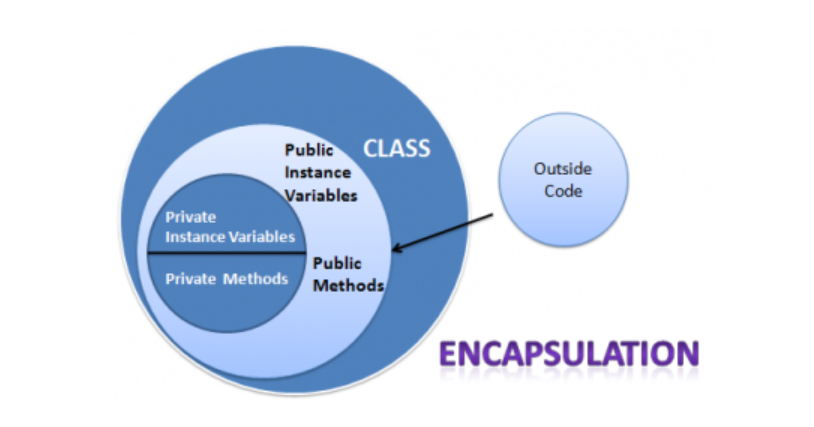 CLASS
Public
Instance
Variables
Private
Instance Variables
Private Methods
Public
Methods
Outside
Code
ENCAPSULATION